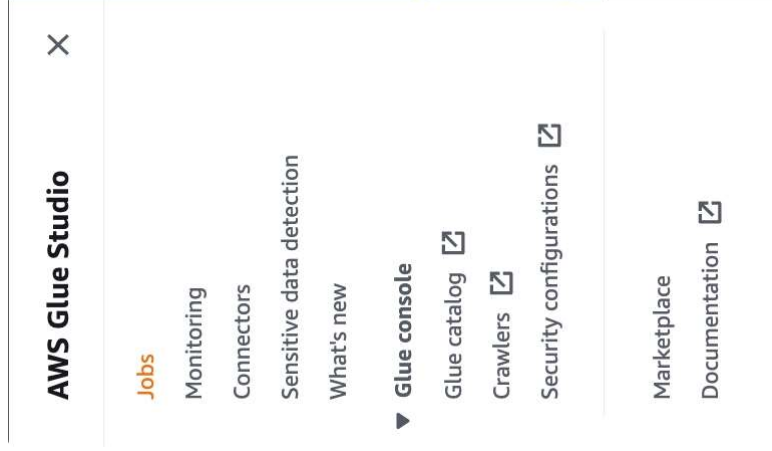 AWS Glue Studio
Jobs
Monitoring
Connectors
Sensitive data detection
What's new
Glue console
Glue catalog
Crawlers
Security configurations
Marketplace
Documentation